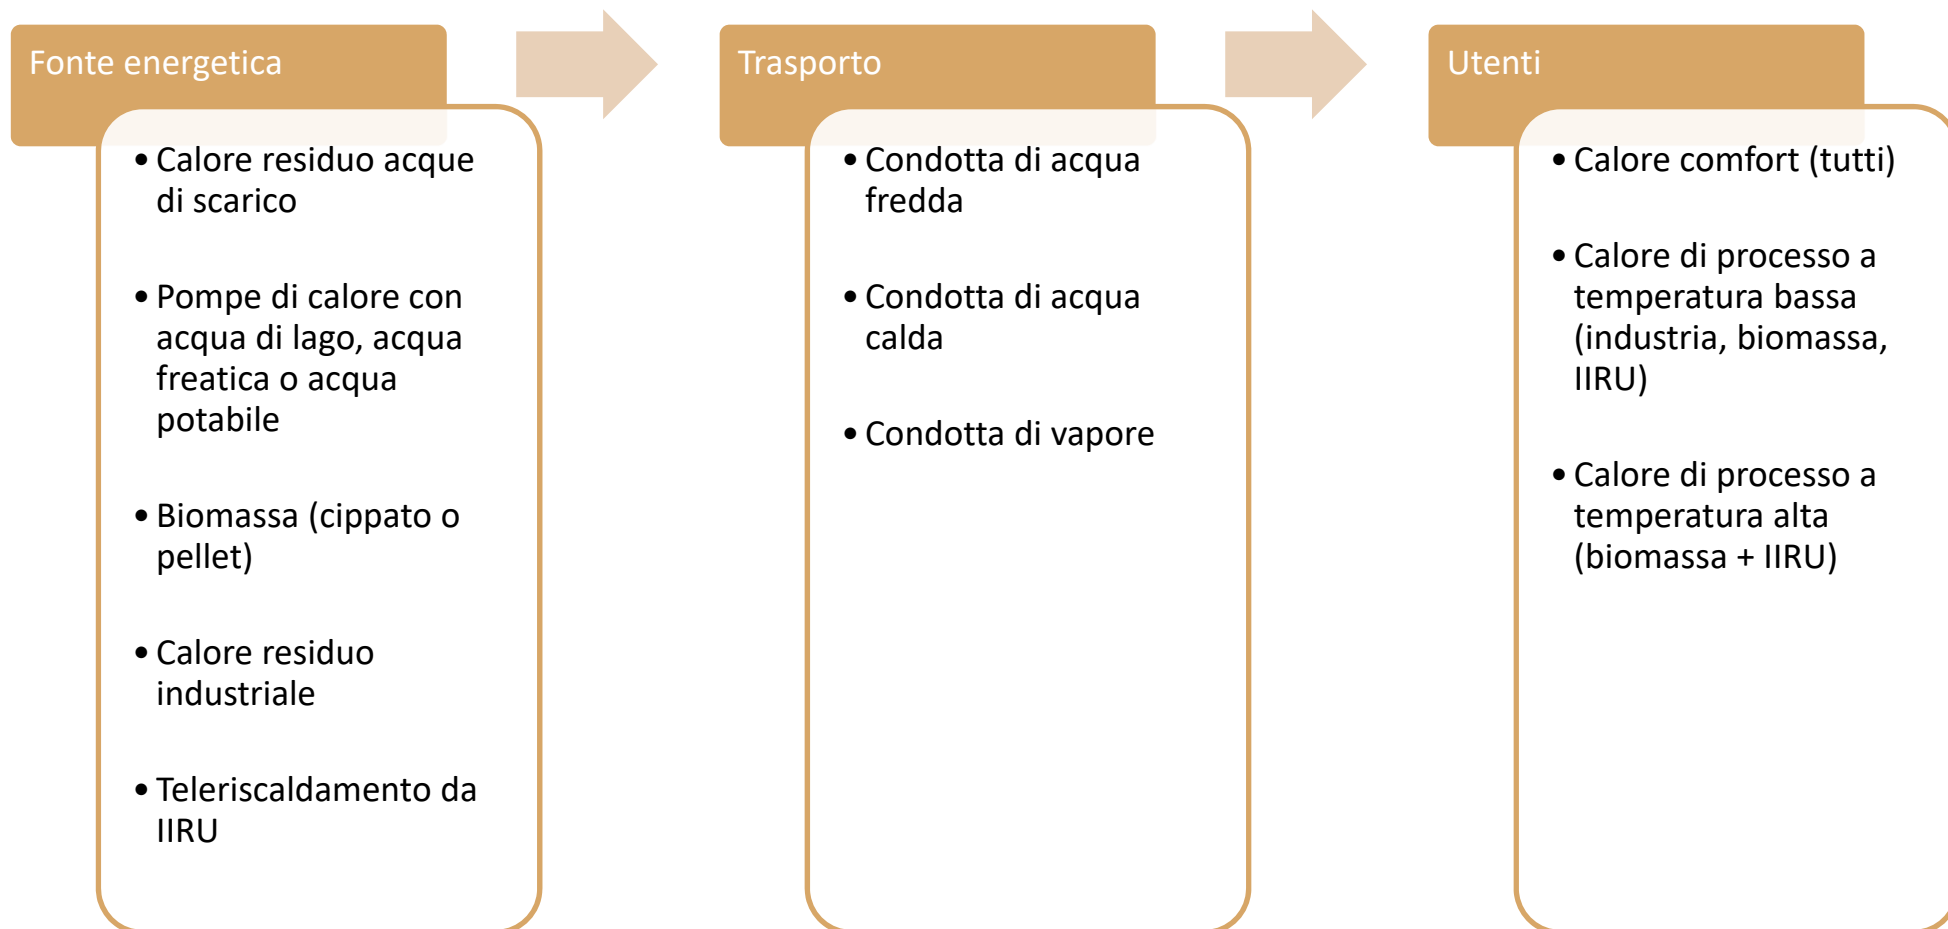 Fonte energetica
• Calore residuo acque
di scarico
• Pompe di calore con
acqua di lago, acqua
freatica o acqua
potabile
• Biomassa (cippato o
pellet)
• Calore residuo
industriale
• Teleriscaldamento da
IIRU
Trasporto
• Condotta di acqua
fredda
• Condotta di acqua
calda
• Condotta di vapore
Utenti
• Calore comfort (tutti)
• Calore di processo a
temperatura bassa
(industria, biomassa,
IIRU)
• Calore di processo a
temperatura alta
(biomassa + IIRU)